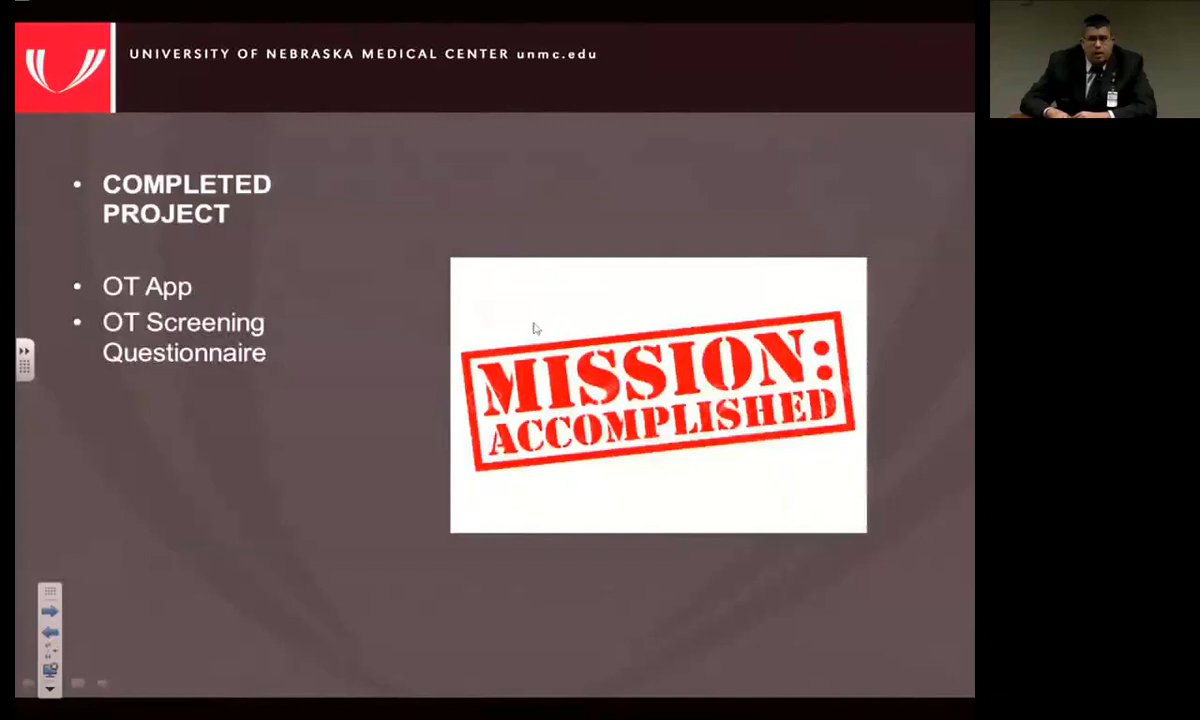 UNIVERSITY OF NEBRASKA MEDICAL CENTER unmc.edu
• COMPLETED
PROJECT
• OT App
• OT Screening
Questionnaire
MISSION:
ACCOMPLISHED